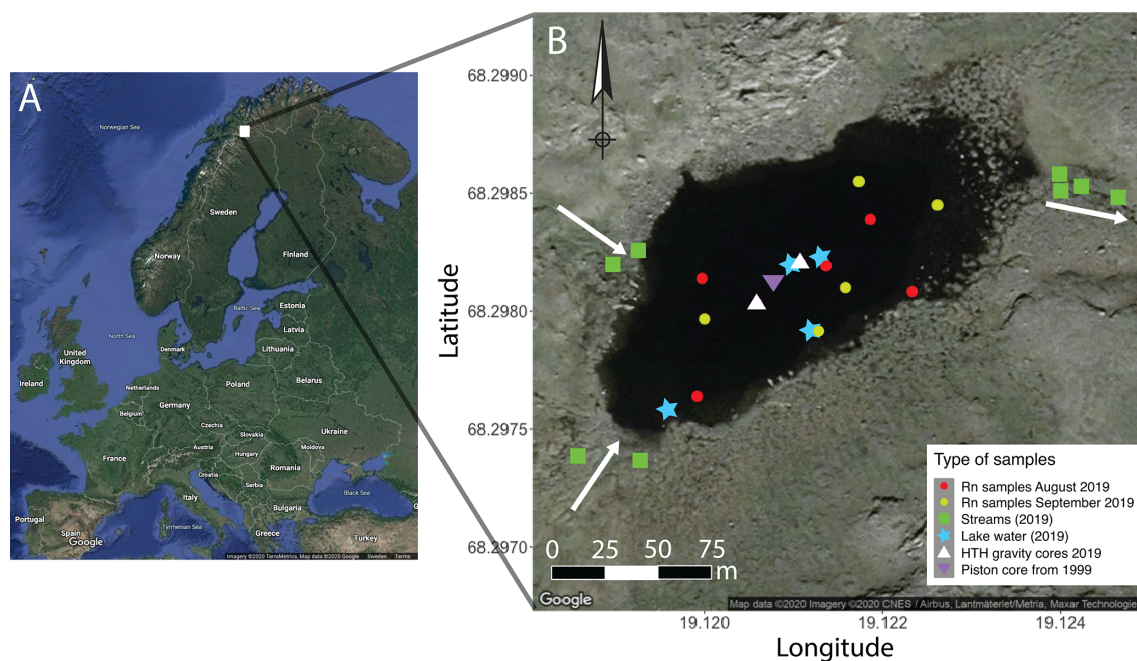 A
Norwegian Sea
Sweden
Finland
Norway
Estonia
Baltic Sea
Latvia
North Sea
Denmark
Lithuania
United
Kingdom
Ireland
Belarus
Netherlands
Poland
Germany
Belgium
Ukraine
Czechia
Slovakia
France
Austria
Moldova
Hungary
Romania
Croatia
Serbia
Italy
Bulgaria
Black Sea
Portugal
Spain
Tyrrhenian Sea
Greece
Turkey
G
Google
Imagery ©2020 TerraMetrics, Map data ©2020 Google Sweden Terms
B
Latitude
68.2990
68.2985
68.2980
68.2975
68.2970
Type of samples
Rn samples August 2019
Rn samples September 2019
Streams (2019)
Lake water (2019)
HTH gravity cores 2019
Piston core from 1999
0 25 50 75
m
Google
Map data ©2020 Imagery ©2020 CNES / Airbus, Lantmäteriet/Metria, Maxar Technologies
19.120 19.122 19.124
Longitude